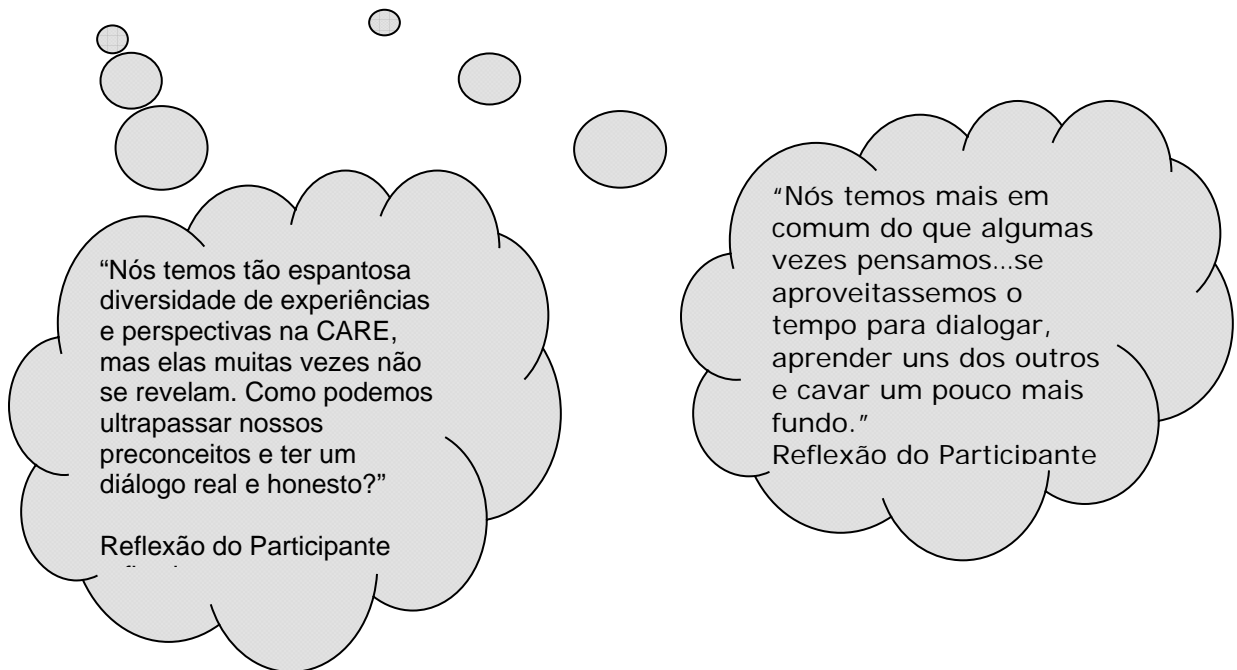 “Nós temos tão espantosa
diversidade de experiências
e perspectivas na CARE,
mas elas muitas vezes não
se revelam. Como podemos
ultrapassar nossos
preconceitos e ter um
diálogo real e honesto?”
Reflexão do Participante
“Nós temos mais em
comum do que algumas
vezes pensamos...se
aproveitassemos o
tempo para dialogar,
aprender uns dos outros
e cavar um pouco mais
fundo.”
Reflexão do Participante